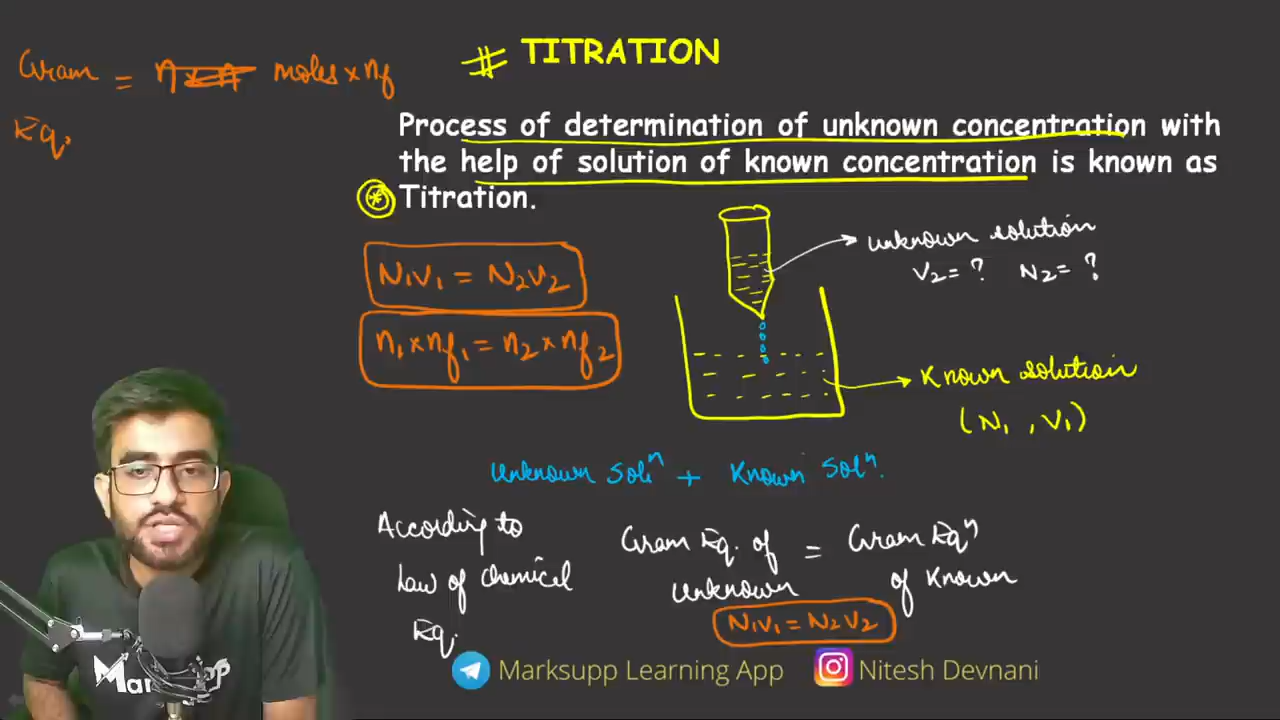 # TITRATION
Gram = moles × nf
Eq.
Process of determination of unknown concentration with
the help of solution of known concentration is known as
Titration.
N₁V₁ = N₂V₂
n₁ × nf₁ = n₂ × nf₂
unknown solution
V₂ = ? N₂ = ?
Known solution
(N₁ , V₁)
Unknown Solⁿ + Known Solⁿ.
According to
Law of chemical
Eq.
Gram Eq. of = Gram Eqⁿ
unknown of Known
N₁V₁ = N₂V₂
Marksupp Learning App Nitesh Devnani